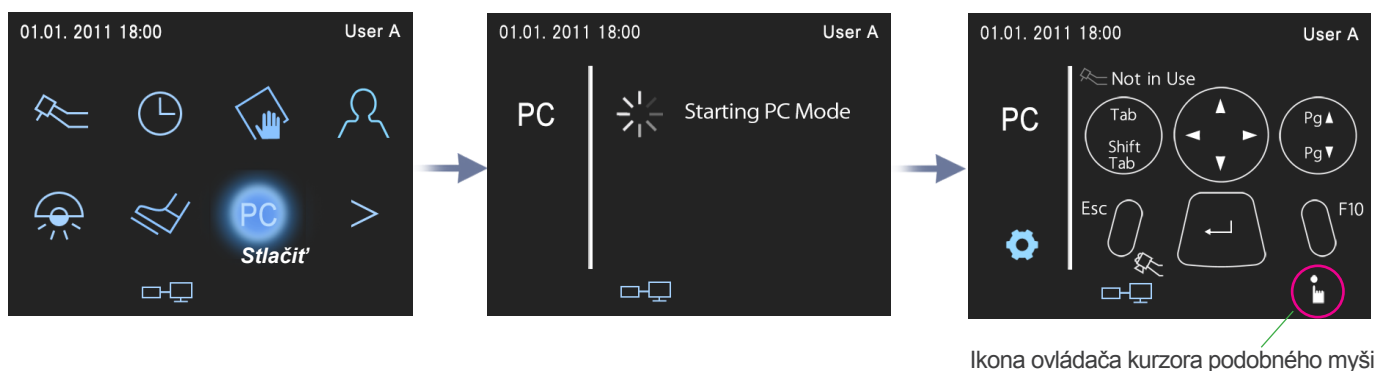 01.01. 2011 18:00 User A
PC
Stlačiť
01.01. 2011 18:00 User A
PC
Starting PC Mode
01.01. 2011 18:00 User A
Not in Use
PC
Tab
Shift
Tab
Pg▲
Pg▼
Esc
F10
Ikona ovládača kurzora podobného myši